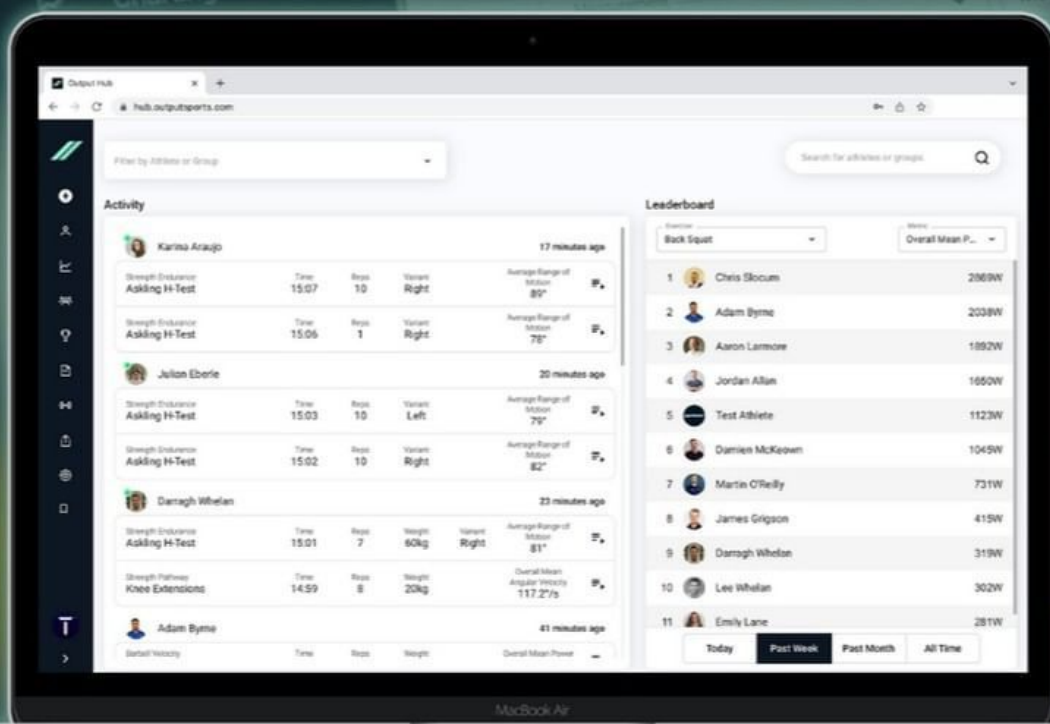 Output Hub
hub.outputsports.com
Filter by Athlete or Group
Search for athletes or groups
Activity
Karina Araujo 17 minutes ago
Strength Endurance Time Reps Variant Average Range of Motion
Askling H-Test 15:07 10 Right 89°
Strength Endurance Time Reps Variant Average Range of Motion
Askling H-Test 15:06 1 Right 78°
Julian Eberle 20 minutes ago
Strength Endurance Time Reps Variant Average Range of Motion
Askling H-Test 15:03 10 Left 79°
Strength Endurance Time Reps Variant Average Range of Motion
Askling H-Test 15:02 10 Right 82°
Darragh Whelan 23 minutes ago
Strength Endurance Time Reps Weight Variant Average Range of Motion
Askling H-Test 15:01 7 60kg Right 81°
Strength Pathway Time Reps Weight Overall Mean Angular Velocity
Knee Extensions 14:59 8 20kg 117.2°/s
Adam Byrne 41 minutes ago
Barbell Velocity Time Reps Weight Overall Mean Power
Leaderboard
Exercise Metric
Back Squat Overall Mean P...
1 Chris Slocum 2869W
2 Adam Byrne 2038W
3 Aaron Larmore 1892W
4 Jordan Allan 1650W
5 Test Athlete 1123W
6 Damien McKeown 1045W
7 Martin O'Reilly 731W
8 James Grigson 415W
9 Darragh Whelan 319W
10 Lee Whelan 302W
11 Emily Lane 281W
Today Past Week Past Month All Time
MacBook Air